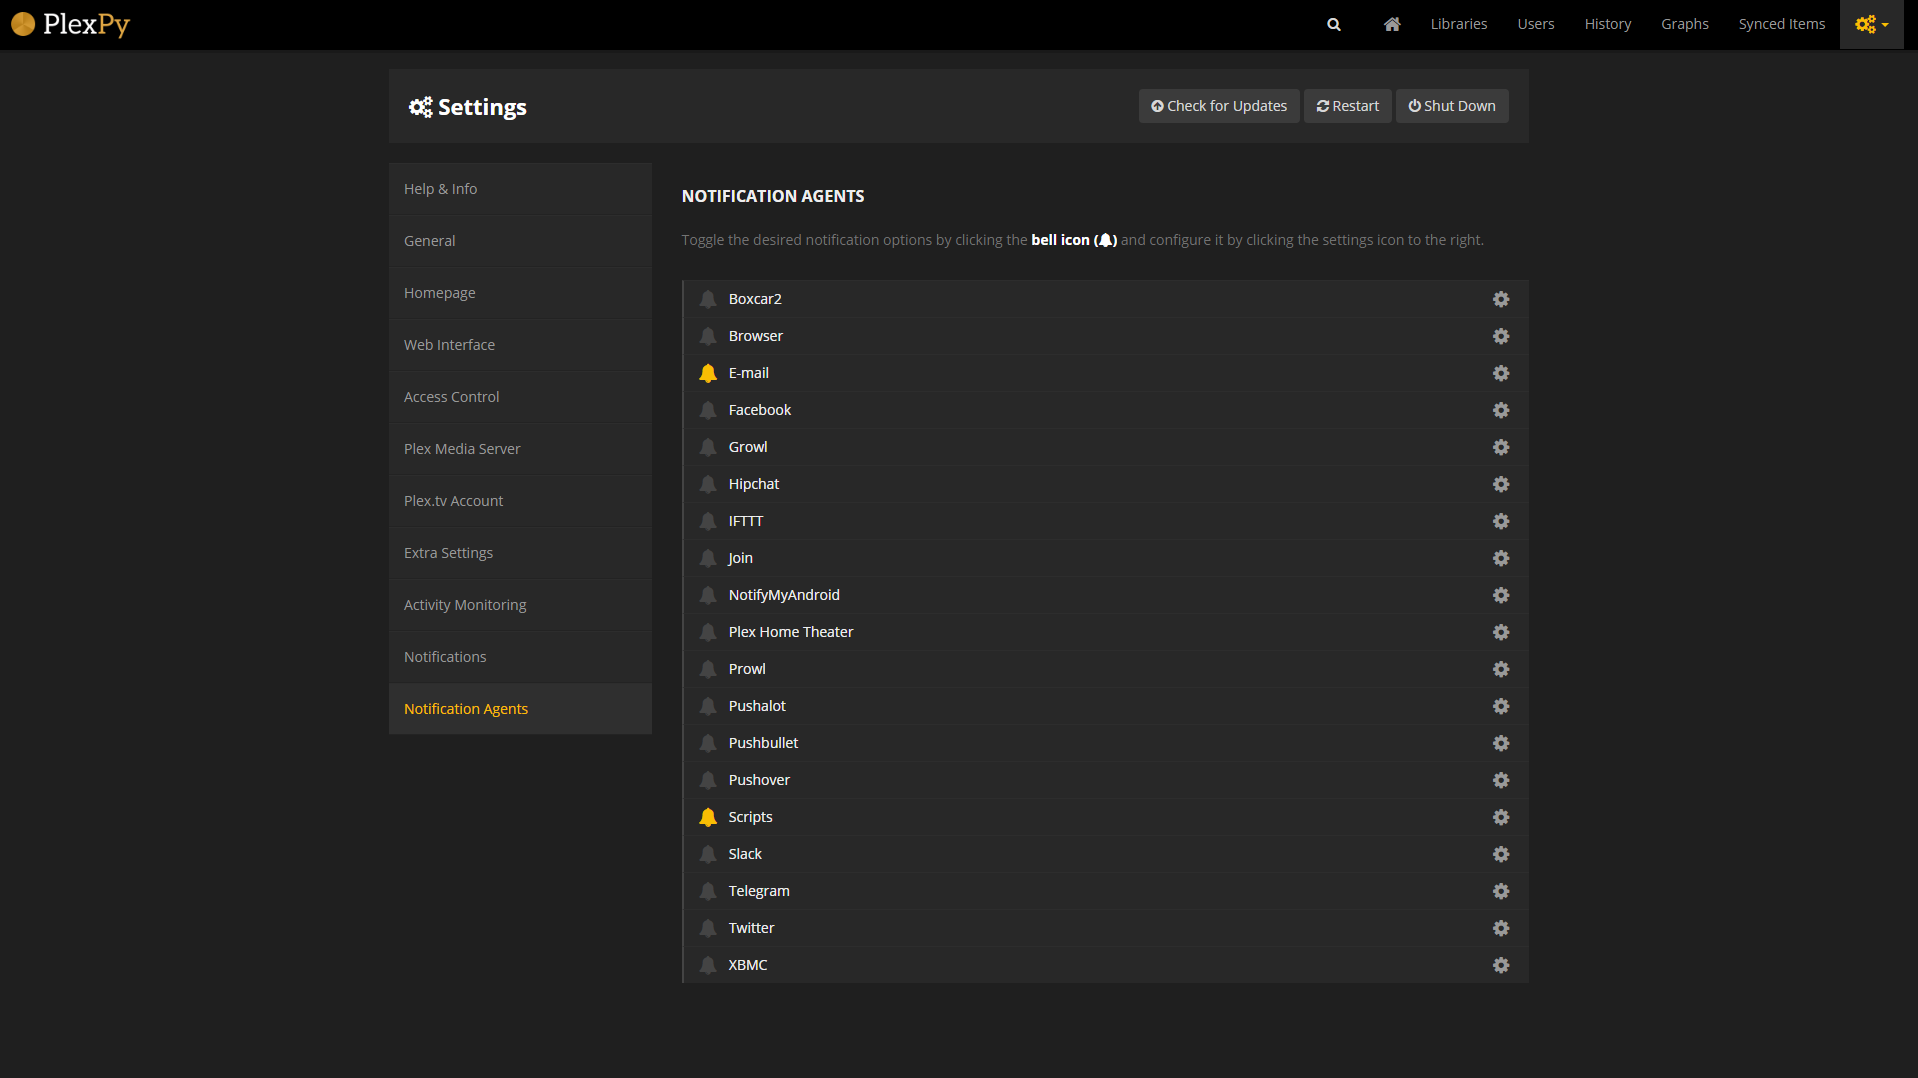 PlexPy
Libraries
Users
History
Graphs
Synced Items
Settings
Check for Updates
Restart
Shut Down
Help & Info
General
Homepage
Web Interface
Access Control
Plex Media Server
Plex.tv Account
Extra Settings
Activity Monitoring
Notifications
Notification Agents
NOTIFICATION AGENTS
Toggle the desired notification options by clicking the bell icon () and configure it by clicking the settings icon to the right.
Boxcar2
Browser
E-mail
Facebook
Growl
Hipchat
IFTTT
Join
NotifyMyAndroid
Plex Home Theater
Prowl
Pushalot
Pushbullet
Pushover
Scripts
Slack
Telegram
Twitter
XBMC